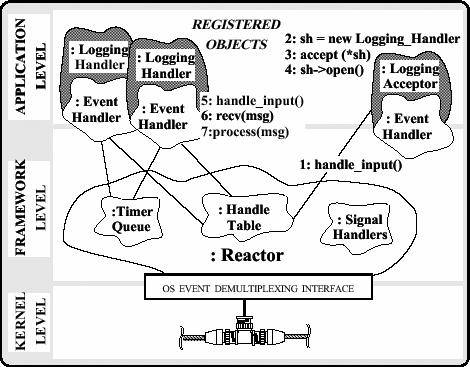 REGISTERED
OBJECTS
2: sh = new Logging_Handler
3: accept (*sh)
4: sh->open()
APPLICATION
LEVEL
: Logging
Handler
: Logging
Handler
: Logging
Acceptor
: Event
Handler
: Event
Handler
: Event
Handler
5: handle_input()
6: recv(msg)
7:process(msg)
1: handle_input()
FRAMEWORK
LEVEL
:Timer
Queue
: Handle
Table
: Signal
Handlers
: Reactor
OS EVENT DEMULTIPLEXING INTERFACE
KERNEL
LEVEL